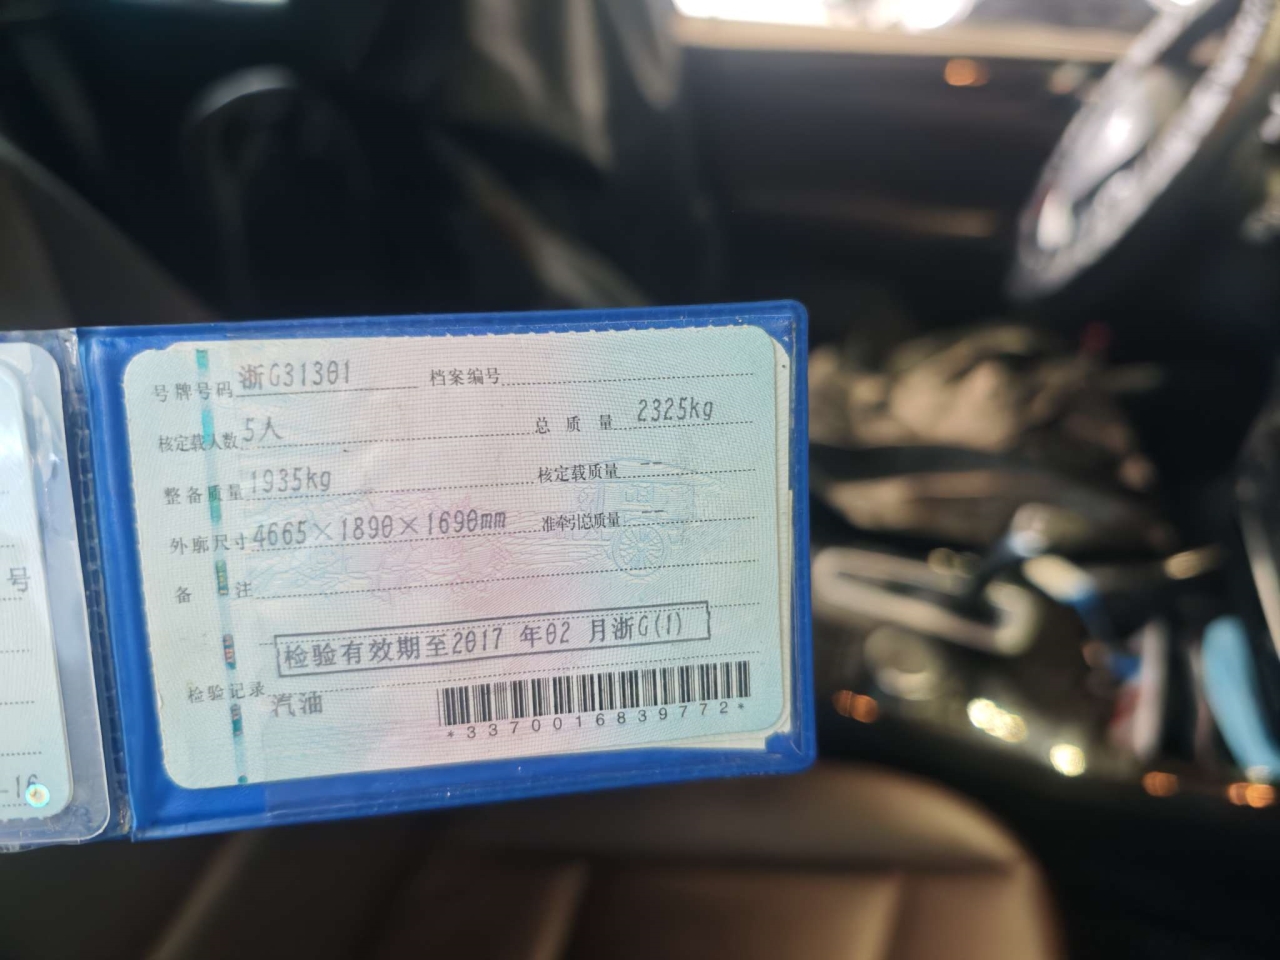 号牌号码 浙G31301 档案编号
核定载人数 5人 总质量 2325kg
整备质量 1935kg 核定载质量 --
外廓尺寸 4665×1890×1690mm 准牵引总质量 --
备注
检验有效期至2017 年02 月浙G(1)
检验记录
汽油
*3370016839772*
号
-16